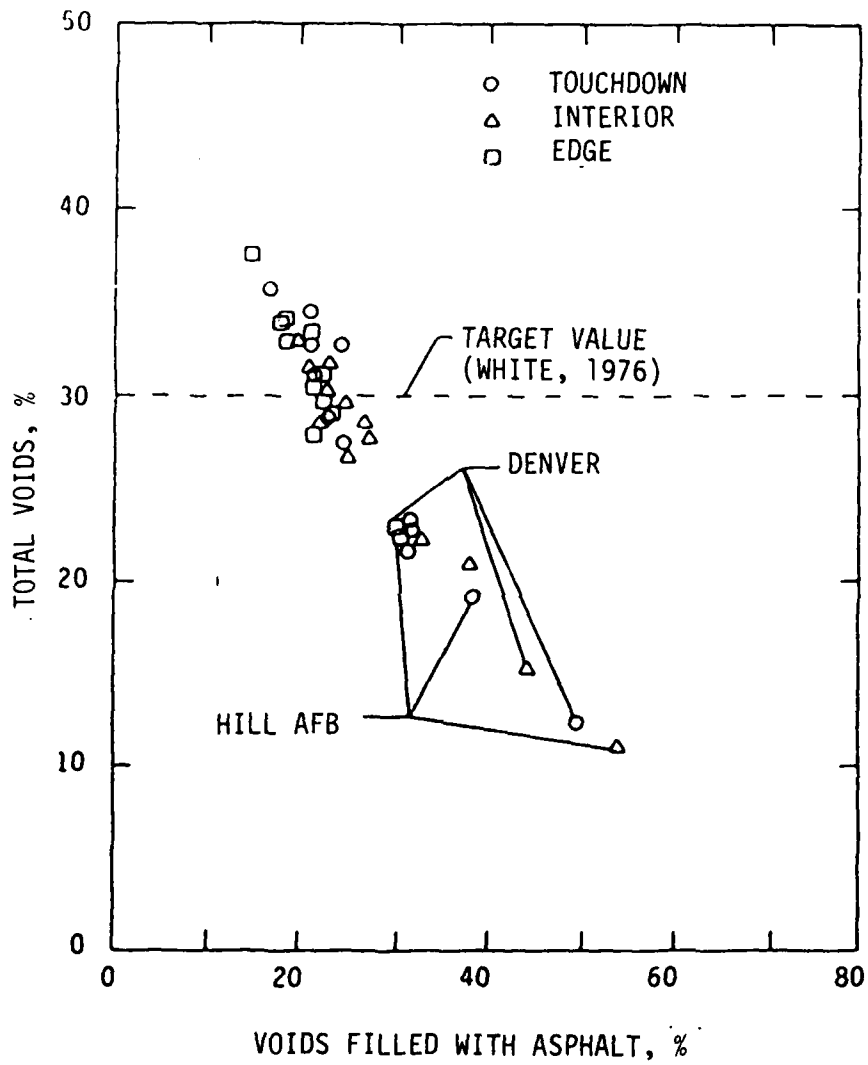 50
TOUCHDOWN
INTERIOR
EDGE
40
TARGET VALUE
(WHITE, 1976)
30
DENVER
TOTAL VOIDS, %
20
HILL AFB
10
0
0 20 40 60 80
VOIDS FILLED WITH ASPHALT, %